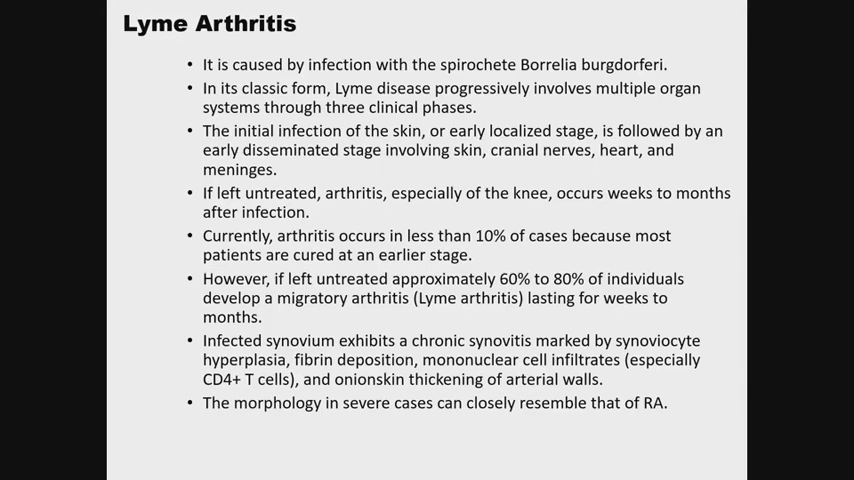 Lyme Arthritis
• It is caused by infection with the spirochete Borrelia burgdorferi.
• In its classic form, Lyme disease progressively involves multiple organ
systems through three clinical phases.
• The initial infection of the skin, or early localized stage, is followed by an
early disseminated stage involving skin, cranial nerves, heart, and
meninges.
• If left untreated, arthritis, especially of the knee, occurs weeks to months
after infection.
• Currently, arthritis occurs in less than 10% of cases because most
patients are cured at an earlier stage.
• However, if left untreated approximately 60% to 80% of individuals
develop a migratory arthritis (Lyme arthritis) lasting for weeks to
months.
• Infected synovium exhibits a chronic synovitis marked by synoviocyte
hyperplasia, fibrin deposition, mononuclear cell infiltrates (especially
CD4+ T cells), and onionskin thickening of arterial walls.
• The morphology in severe cases can closely resemble that of RA.